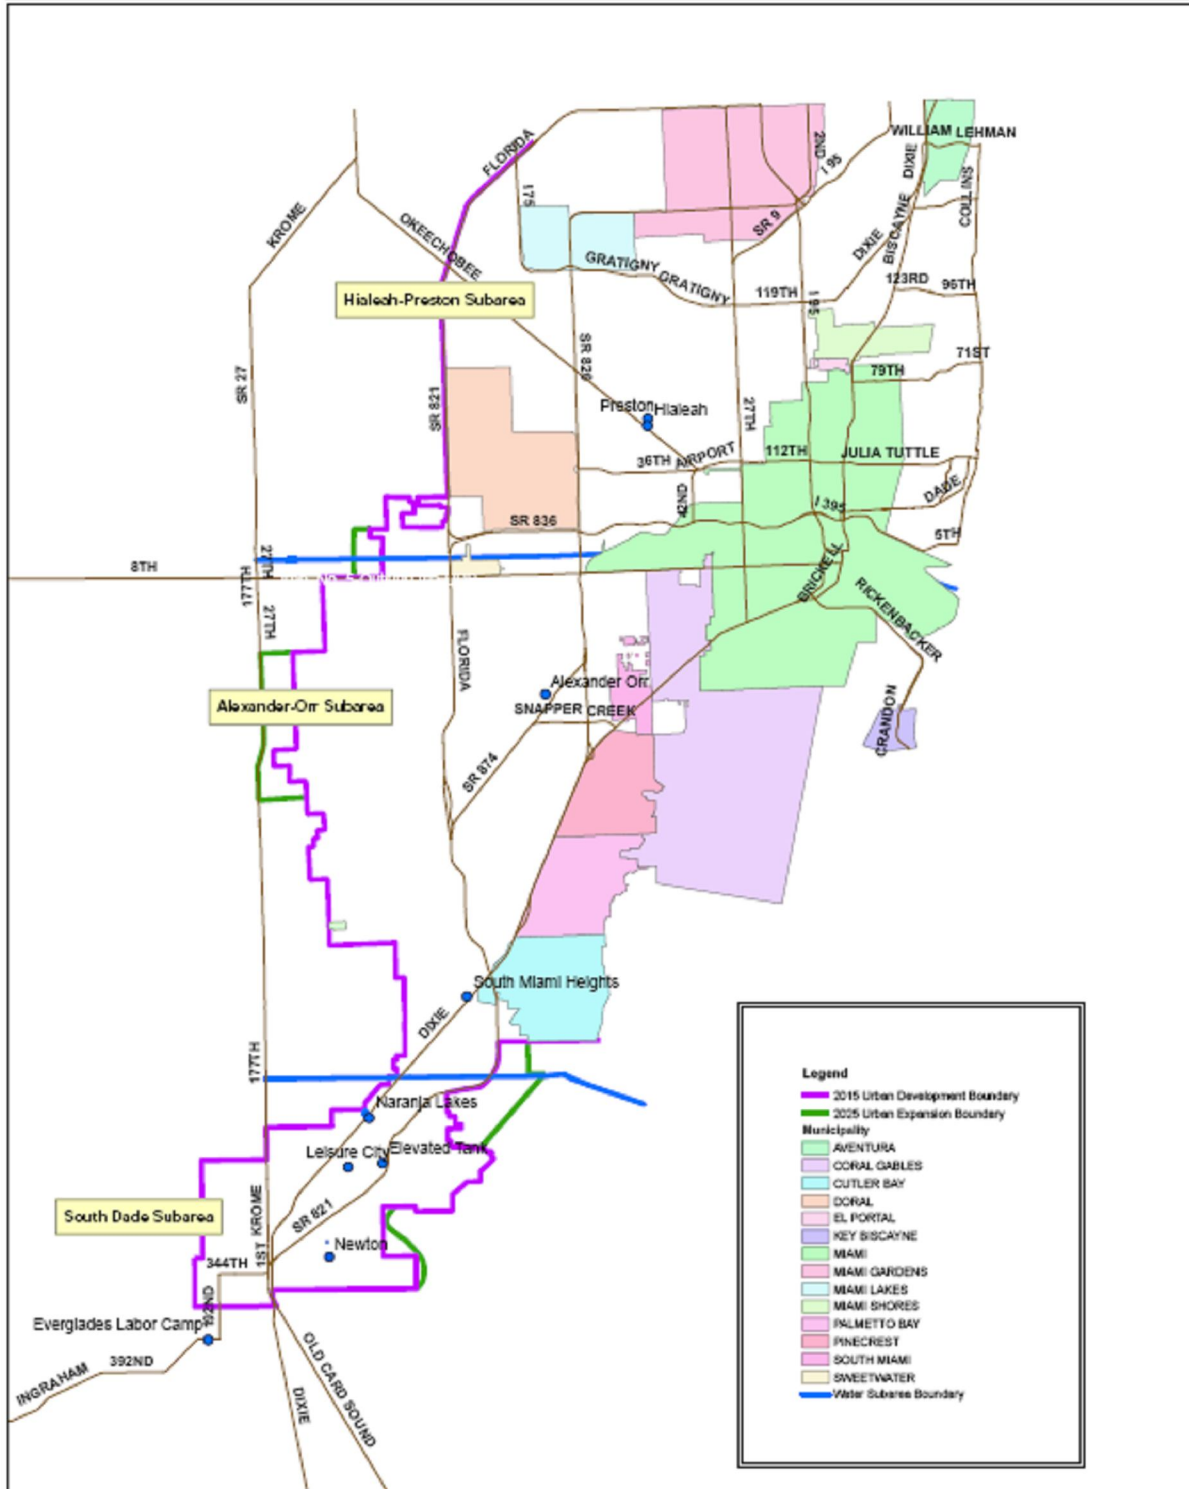 WILLIAM LEHMAN
FLORIDA
2ND
I 95
DIXIE
175
COLLINS
KROME
OKEECHOBEE
SR 9
DIXIE
BISCAYNE
GRATIGNY
GRATIGNY
119TH
123RD
96TH
I 95
Hialeah-Preston Subarea
SR 27
SR 821
SR 826
71ST
79TH
Preston
Hialeah
27TH
36TH
AIRPORT
112TH
JULIA TUTTLE
42ND
DADE
I 395
SR 836
5TH
8TH
27TH
177TH
27TH
BRICKELL
RICKENBACKER
FLORIDA
Alexander Orr
Alexander-Orr Subarea
SNAPPER CREEK
CRANDON
SR 874
South Miami Heights
DIXIE
177TH
Naranja Lakes
Leisure City
Elevated Tank
South Dade Subarea
KROME
1ST
SR 821
Newton
344TH
Everglades Labor Camp
392ND
INGRAHAM
DIXIE
OLD CARD SOUND
Legend
2015 Urban Development Boundary
2025 Urban Expansion Boundary
Municipality
AVENTURA
CORAL GABLES
CUTLER BAY
DORAL
EL PORTAL
KEY BISCAYNE
MIAMI
MIAMI GARDENS
MIAMI LAKES
MIAMI SHORES
PALMETTO BAY
PINECREST
SOUTH MIAMI
SWEETWATER
Water Subarea Boundary